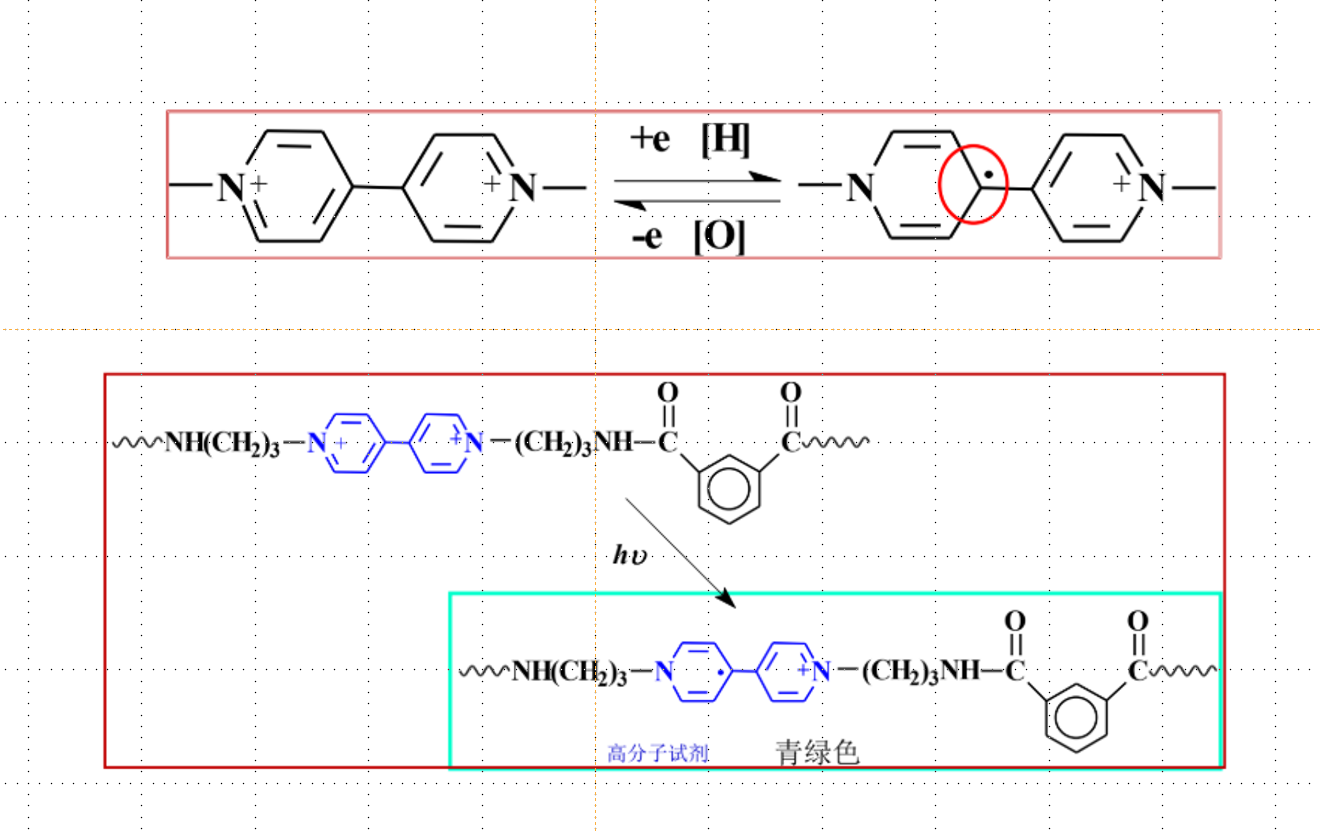 +e [H]
N+ +N N +N
-e [O]
O O
NH(CH₂)₃ N + + N (CH₂)₃NH C C
hυ
O O
NH(CH₂)₃ N + N (CH₂)₃NH C C
高分子试剂 青绿色